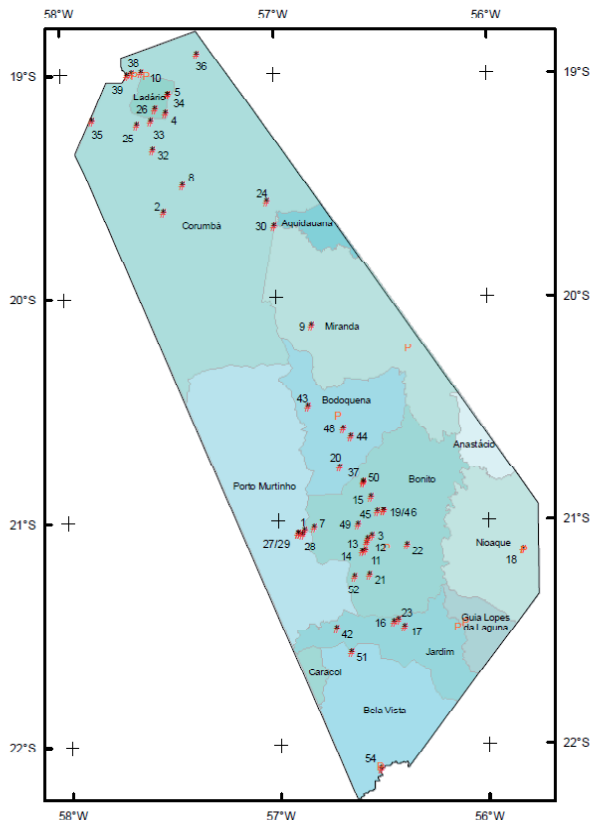 58°W 57°W 56°W
38
36
19°S 19°S
39 P P 10
Ladário 5
26 34
35 25 33 4
32
8
2 24
Corumbá 30 Aquidauana
20°S 20°S
9 Miranda
P
43 Bodoquena
P
48 44
Anastácio
20 37 50 Bonito
Porto Murtinho 15
45 19/46
21°S 21°S
1 7 49 3
27/29 28 13 12 22 Nioaque
14 11 18
52 21
23 Guia Lopes
16 17 P da Laguna
42
51 Jardim
Caracol
Bela Vista
22°S 22°S
54 P
58°W 57°W 56°W